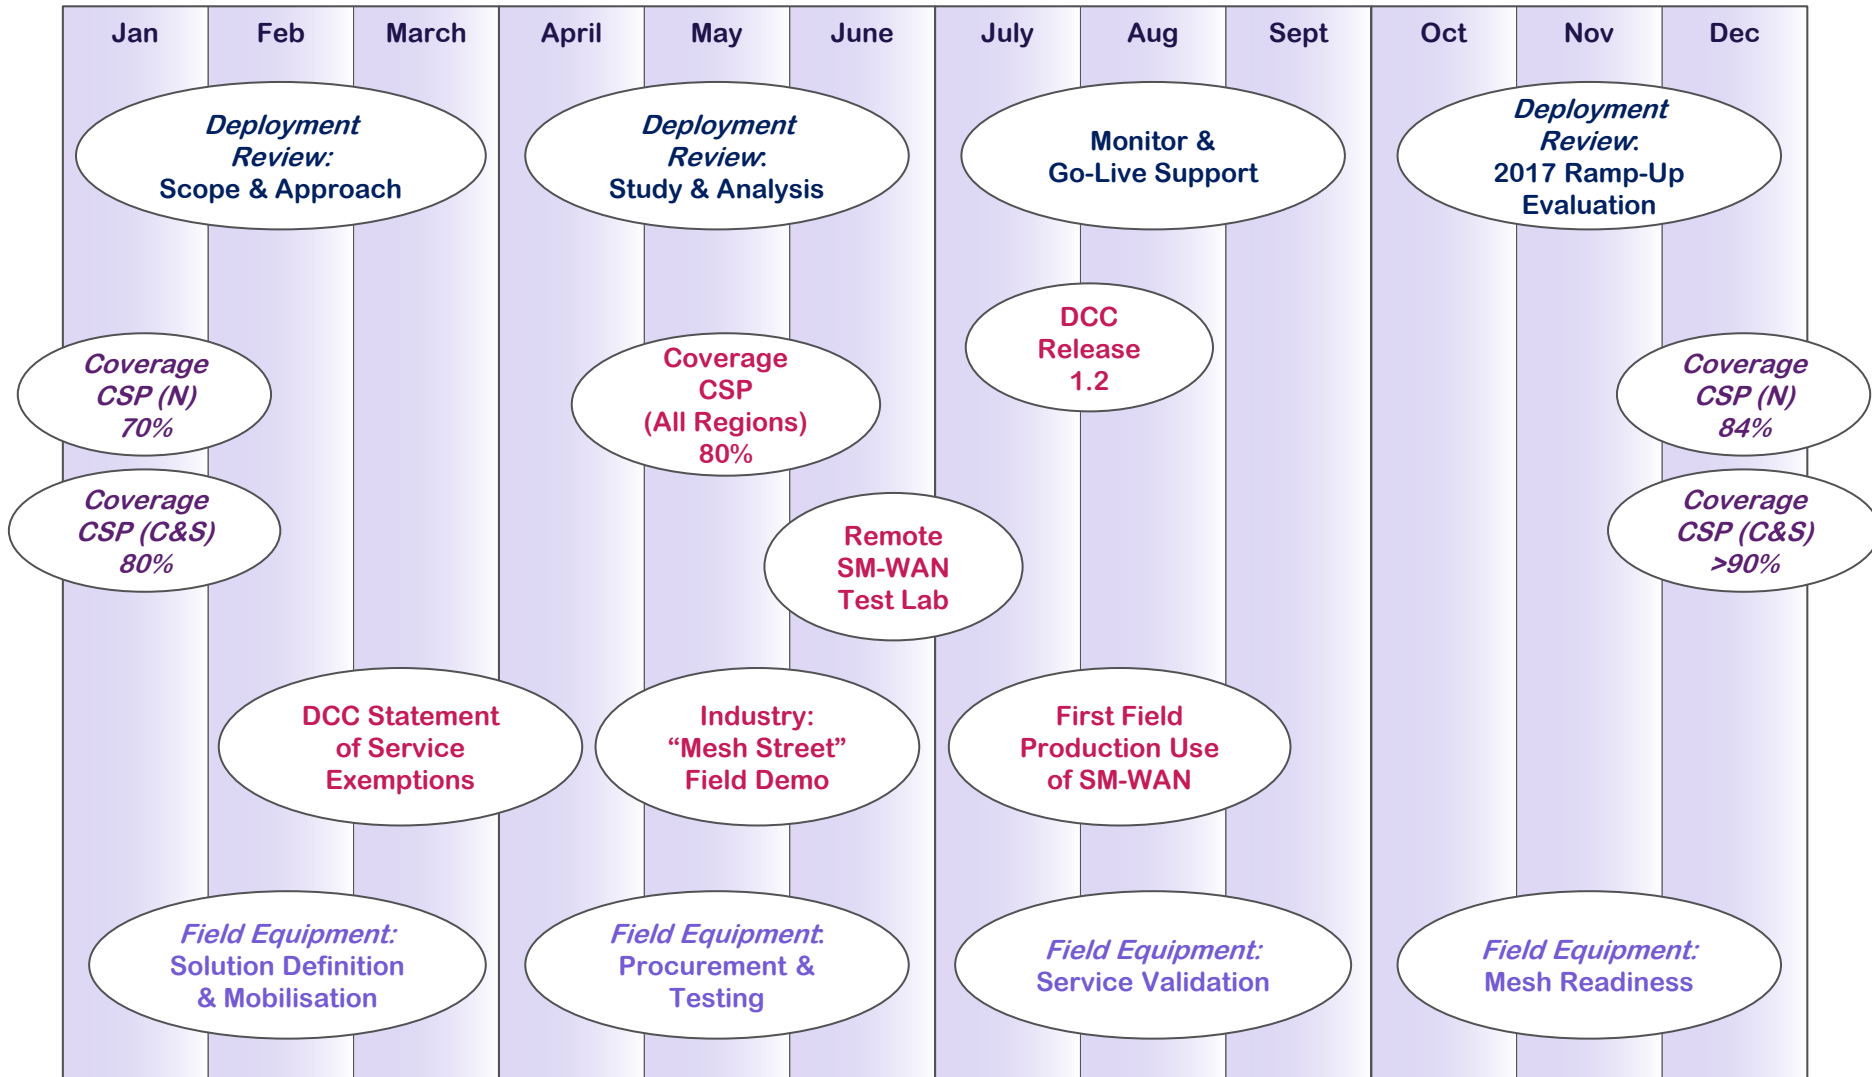 Jan Feb March April May June July Aug Sept Oct Nov Dec
Deployment
Review:
Scope & Approach
Deployment
Review:
Study & Analysis
Monitor &
Go-Live Support
Deployment
Review:
2017 Ramp-Up
Evaluation
Coverage
CSP (N)
70%
Coverage
CSP
(All Regions)
80%
DCC
Release
1.2
Coverage
CSP (N)
84%
Coverage
CSP (C&S)
80%
Remote
SM-WAN
Test Lab
Coverage
CSP (C&S)
>90%
DCC Statement
of Service
Exemptions
Industry:
“Mesh Street”
Field Demo
First Field
Production Use
of SM-WAN
Field Equipment:
Solution Definition
& Mobilisation
Field Equipment:
Procurement &
Testing
Field Equipment:
Service Validation
Field Equipment:
Mesh Readiness